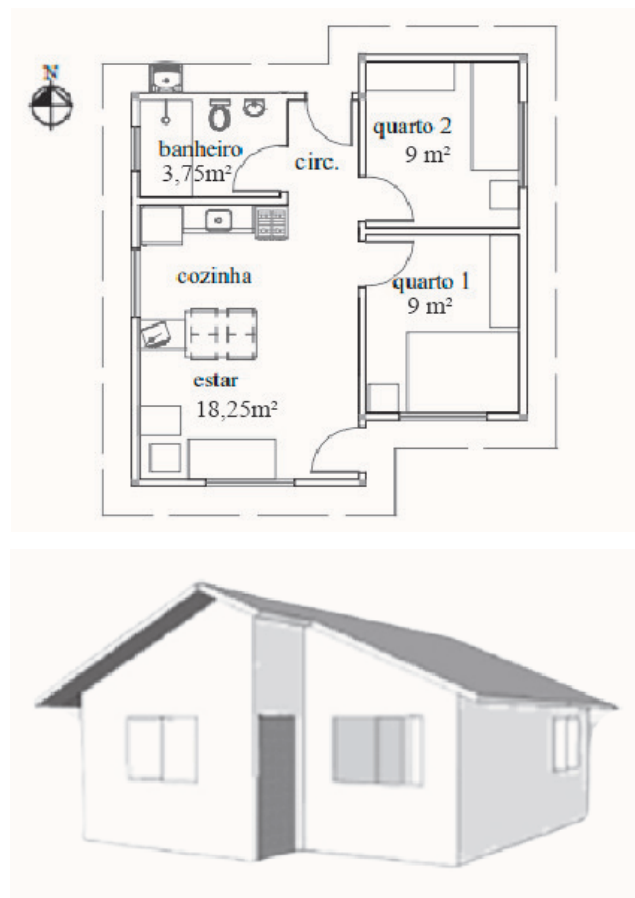 N
banheiro
3,75m²
circ.
quarto 2
9 m²
cozinha
quarto 1
9 m²
estar
18,25m²